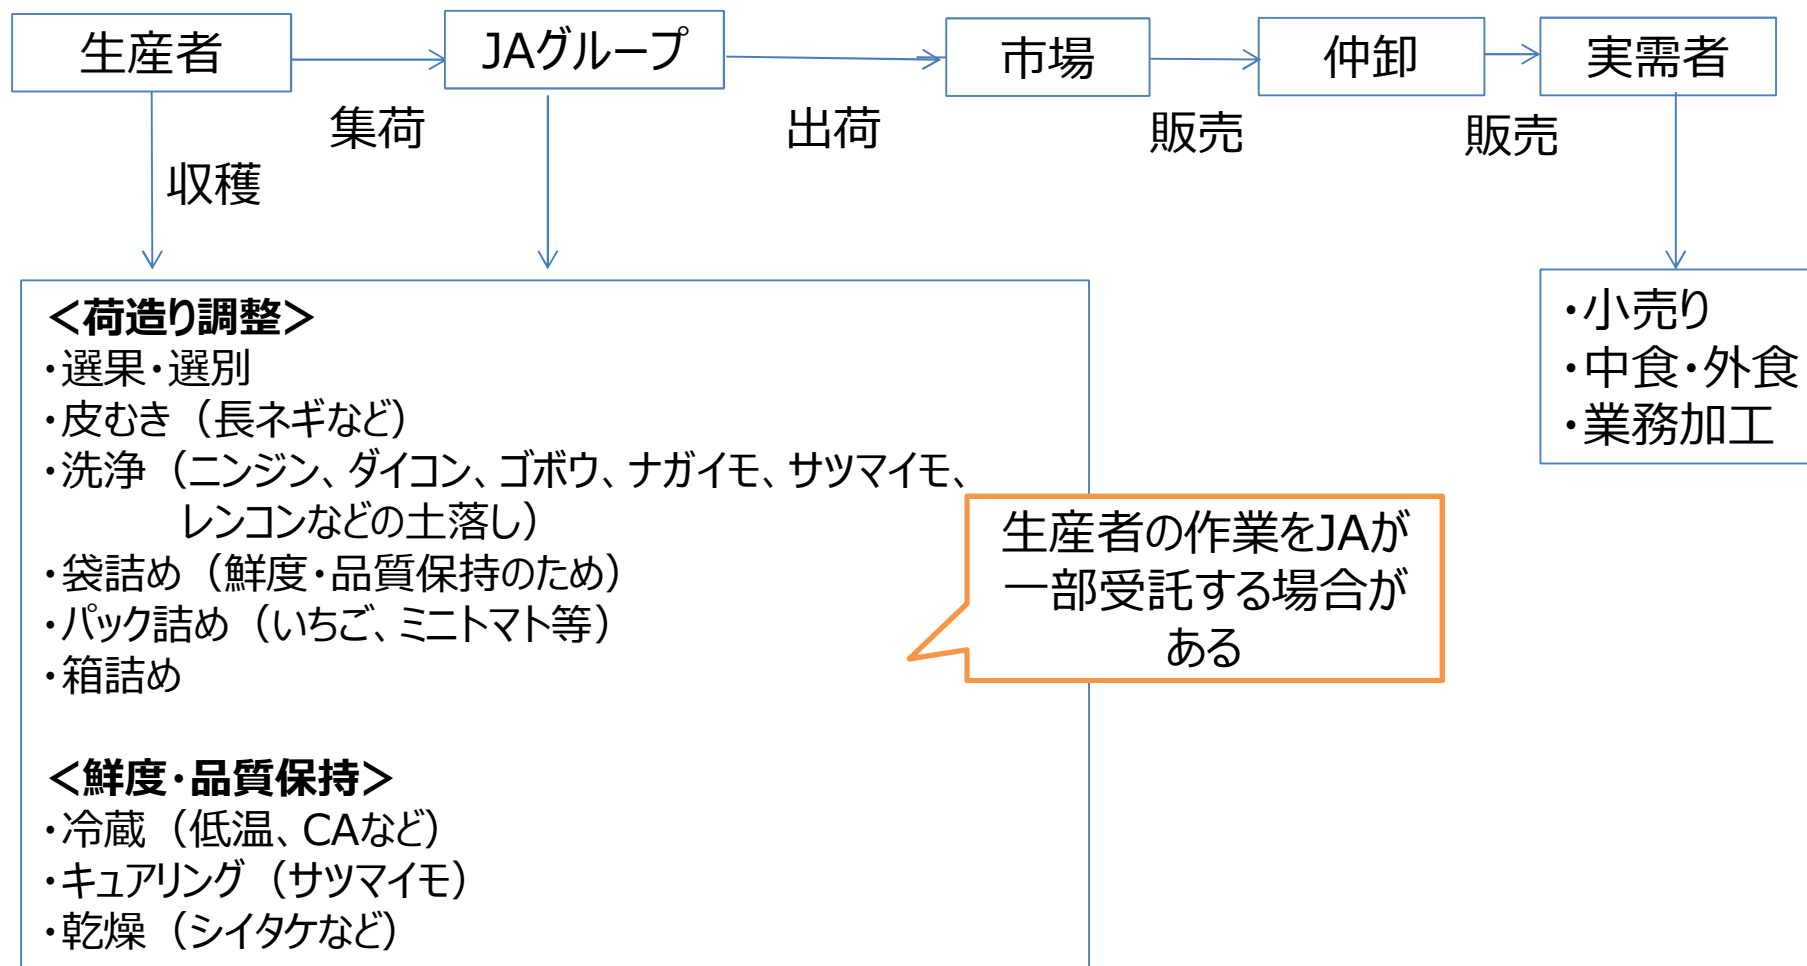 生産者
JAグループ
市場
仲卸
実需者
集荷
出荷
販売
販売
収穫
<荷造り調整>
・選果・選別
・皮むき（長ネギなど）
・洗浄（ニンジン、ダイコン、ゴボウ、ナガイモ、サツマイモ、
レンコンなどの土落し）
・袋詰め（鮮度・品質保持のため）
・パック詰め（いちご、ミニトマト等）
・箱詰め
<鮮度・品質保持>
・冷蔵（低温、CAなど）
・キュアリング（サツマイモ）
・乾燥（シイタケなど）
生産者の作業をJAが
一部受託する場合が
ある
・小売り
・中食・外食
・業務加工